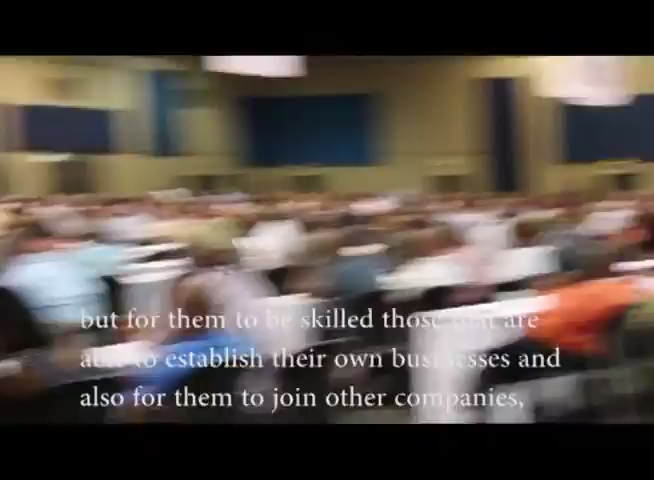 but for them to be skilled those that are
able to establish their own businesses and
also for them to join other companies,